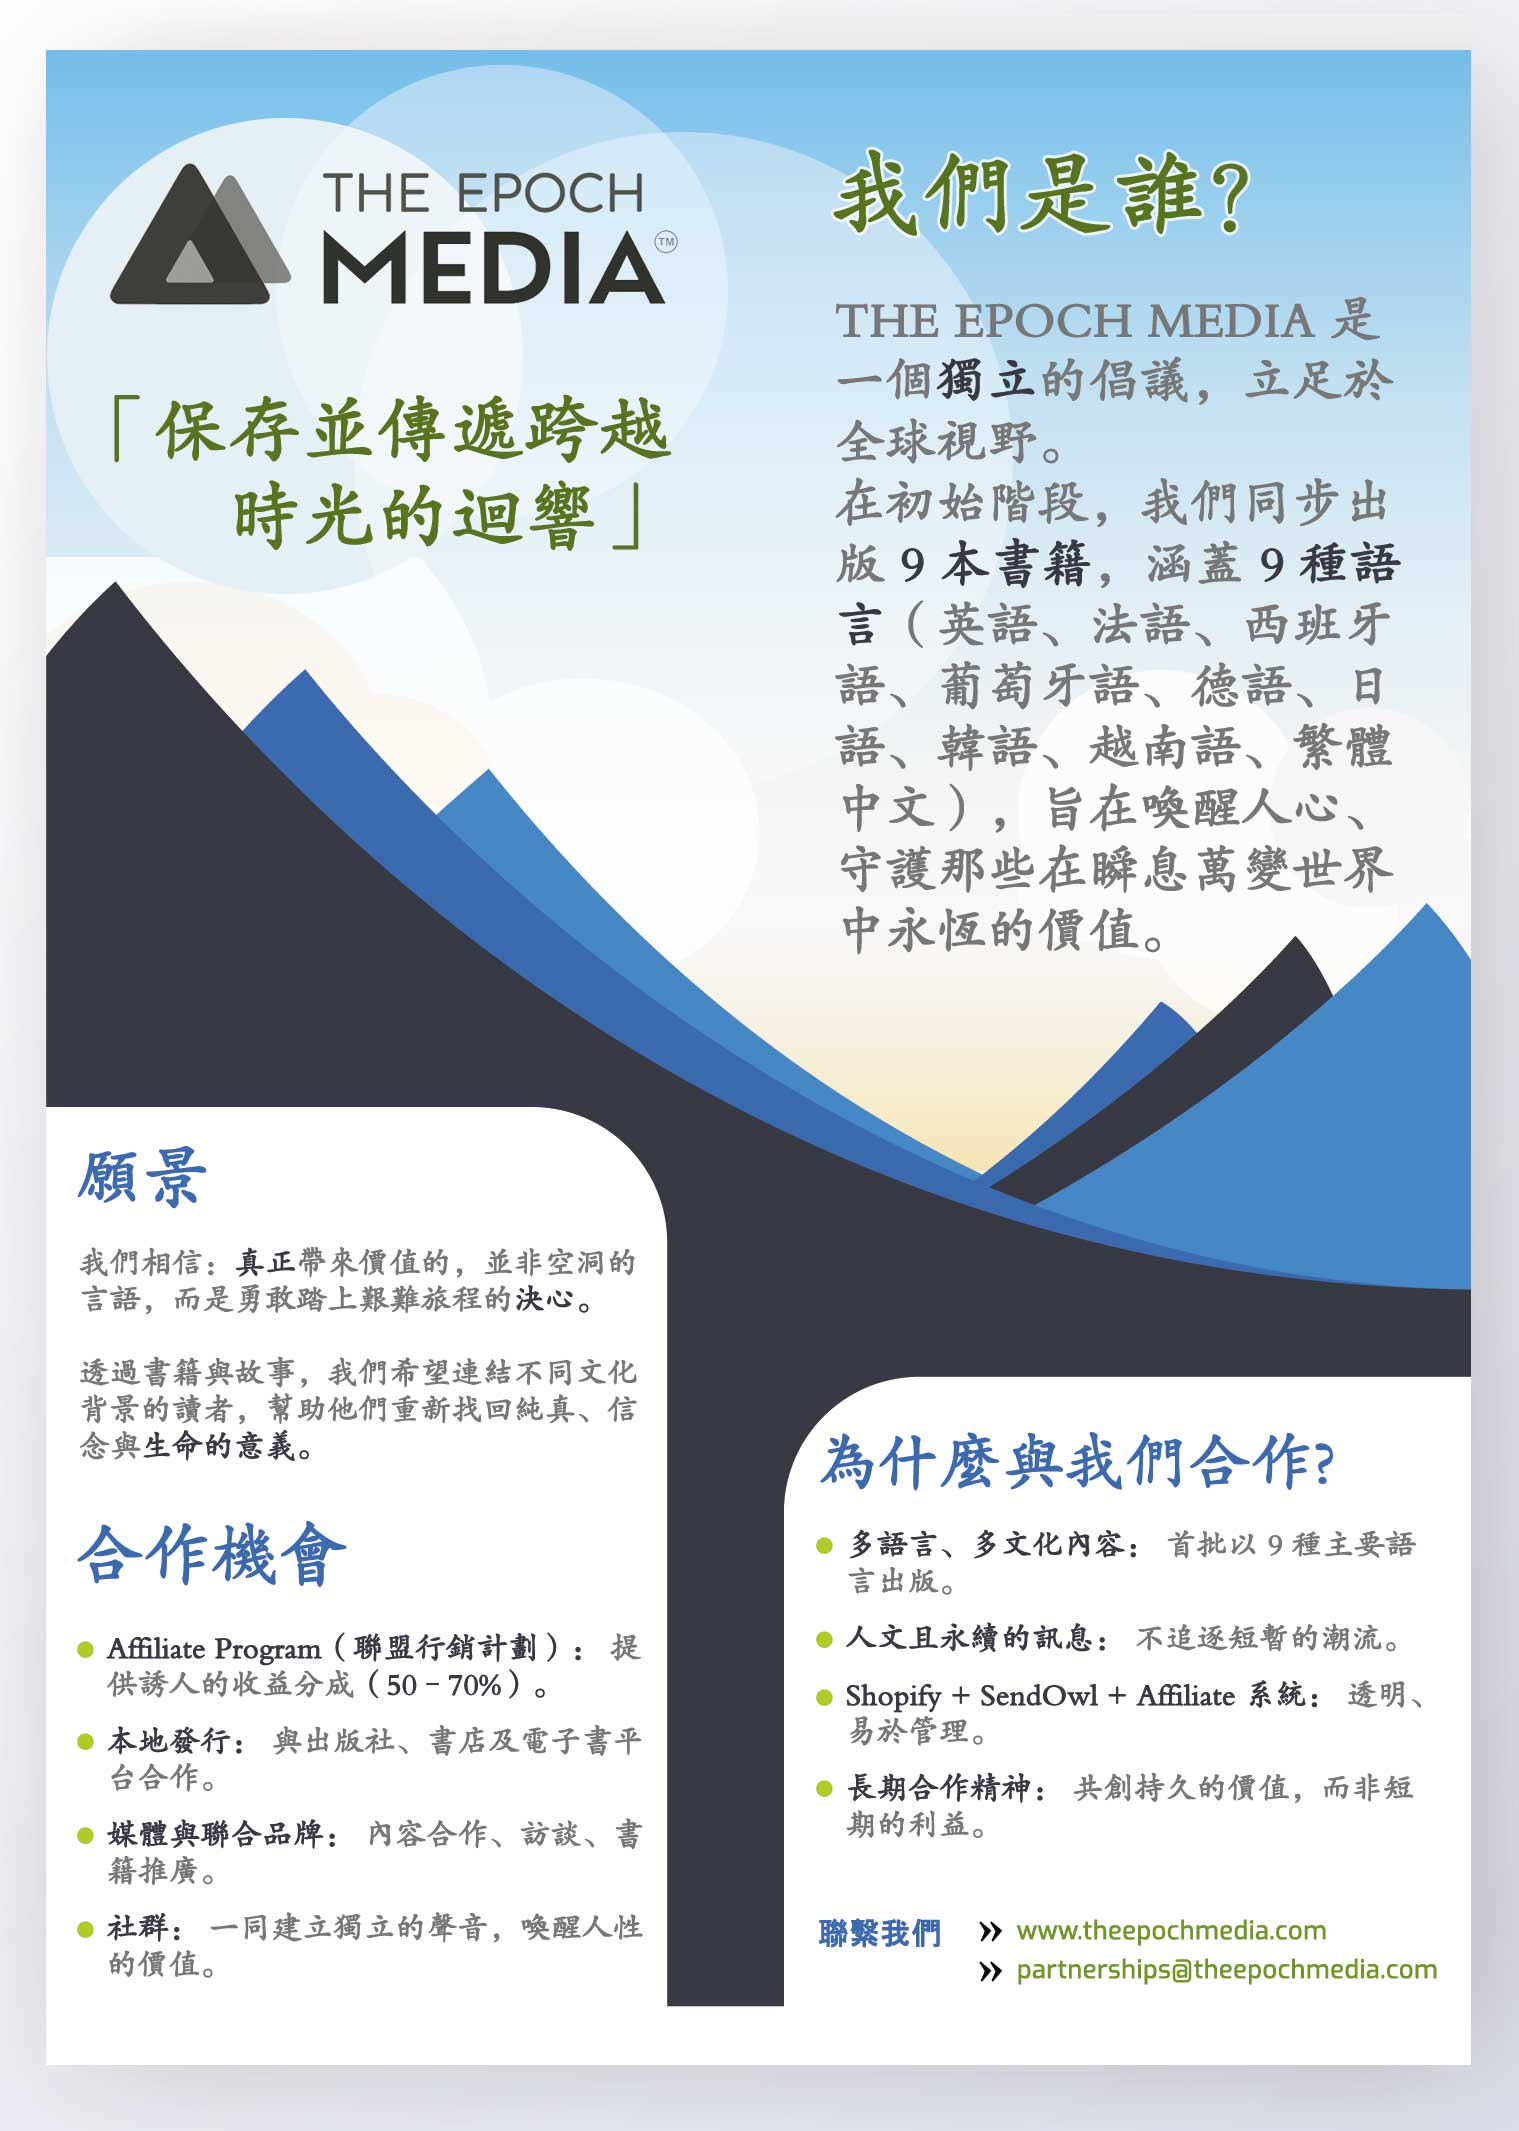 THE EPOCH
MEDIA™
「保存並傳遞跨越
時光的迴響」
我們是誰?
THE EPOCH MEDIA 是
一個獨立的倡議，立足於
全球視野。
在初始階段，我們同步出
版 9 本書籍，涵蓋 9 種語
言（英語、法語、西班牙
語、葡萄牙語、德語、日
語、韓語、越南語、繁體
中文），旨在喚醒人心、
守護那些在瞬息萬變世界
中永恆的價值。
願景
我們相信：真正帶來價值的，並非空洞的
言語，而是勇敢踏上艱難旅程的決心。
透過書籍與故事，我們希望連結不同文化
背景的讀者，幫助他們重新找回純真、信
念與生命的意義。
合作機會
Affiliate Program（聯盟行銷計劃）： 提
供誘人的收益分成（50 – 70%）。
本地發行： 與出版社、書店及電子書平
台合作。
媒體與聯合品牌： 內容合作、訪談、書
籍推廣。
社群： 一同建立獨立的聲音，喚醒人性
的價值。
為什麼與我們合作?
多語言、多文化內容： 首批以 9 種主要語
言出版。
人文且永續的訊息： 不追逐短暫的潮流。
Shopify + SendOwl + Affiliate 系統： 透明、
易於管理。
長期合作精神： 共創持久的價值，而非短
期的利益。
聯繫我們 » www.theepochmedia.com
» partnerships@theepochmedia.com